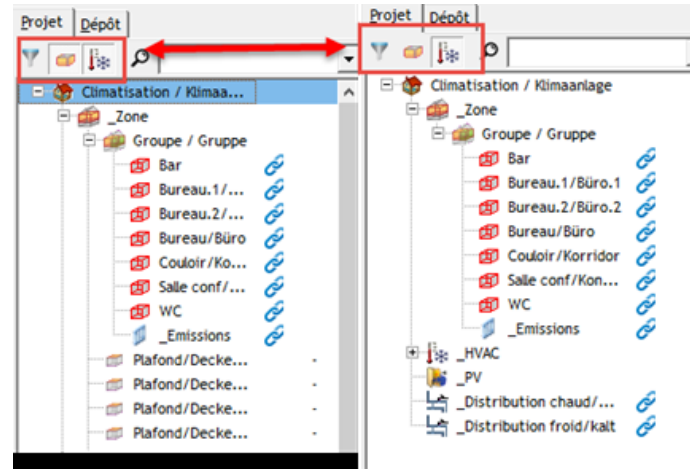 Projet Dépôt
Climatisation / Klimaa...
_Zone
Groupe / Gruppe
Bar
Bureau.1/...
Bureau.2/...
Bureau/Büro
Couloir/Ko...
Salle conf/...
WC
_Emissions
Plafond/Decke...
Plafond/Decke...
Plafond/Decke...
Plafond/Decke...
Projet Dépôt
Climatisation / Klimaanlage
_Zone
Groupe / Gruppe
Bar
Bureau.1/Büro.1
Bureau.2/Büro.2
Bureau/Büro
Couloir/Korridor
Salle conf/Kon...
WC
_Emissions
_HVAC
_PV
_Distribution chaud/...
_Distribution froid/kalt